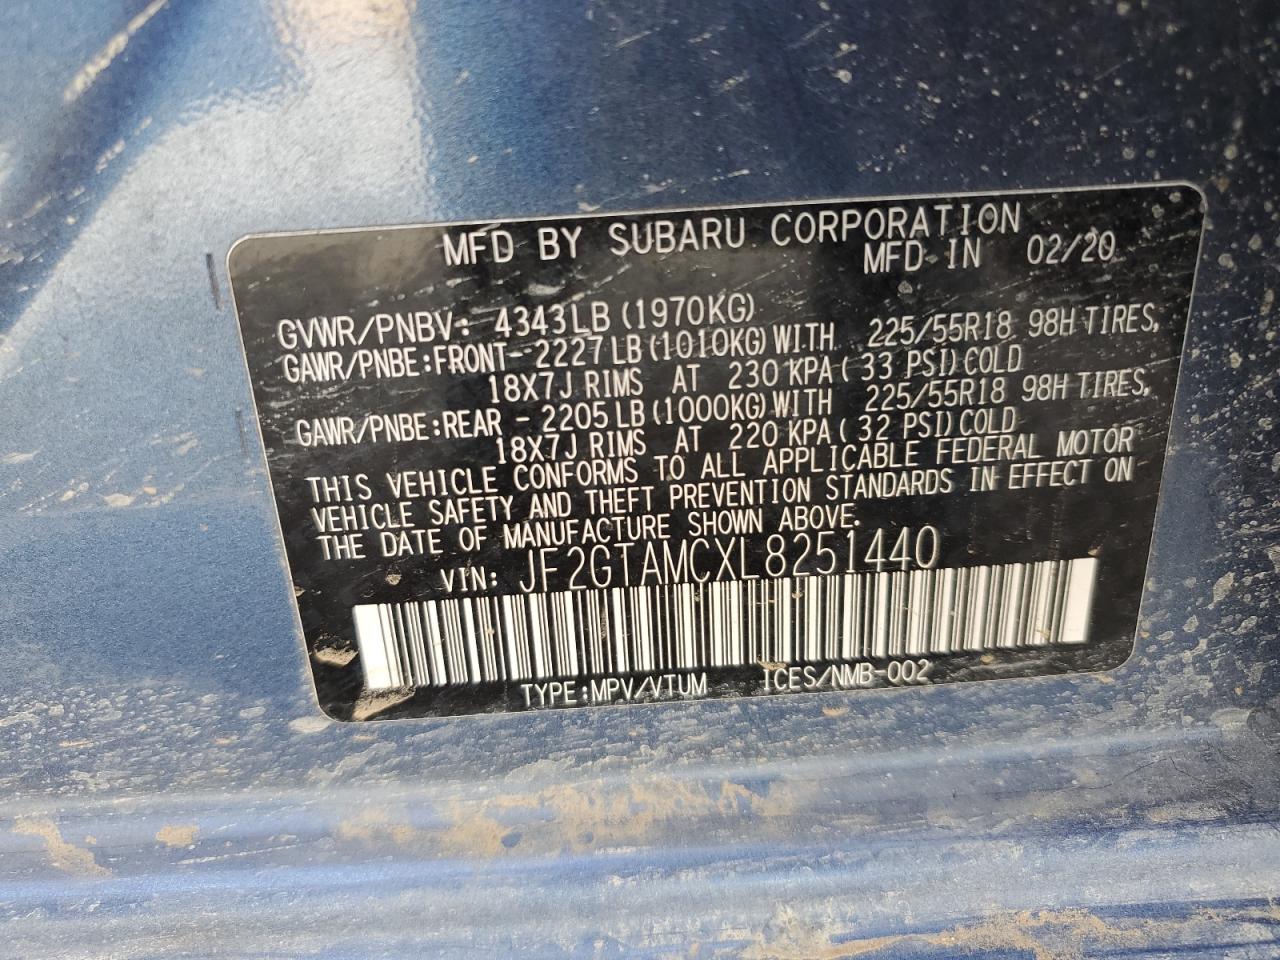 MFD BY SUBARU CORPORATION
MFD IN 02/20
GVWR/PNBV: 4343LB (1970KG)
GAWR/PNBE:FRONT- 2227LB(1010KG)WITH 225/55R18 98H TIRES,
18X7J RIMS AT 230 KPA( 33 PSI)COLD
GAWR/PNBE:REAR - 2205LB(1000KG)WITH 225/55R18 98H TIRES,
18X7J RIMS AT 220 KPA( 32 PSI)COLD
THIS VEHICLE CONFORMS TO ALL APPLICABLE FEDERAL MOTOR
VEHICLE SAFETY AND THEFT PREVENTION STANDARDS IN EFFECT ON
THE DATE OF MANUFACTURE SHOWN ABOVE.
VIN: JF2GTAMCXL8251440
TYPE:MPV/VTUM ICES/NMB-002